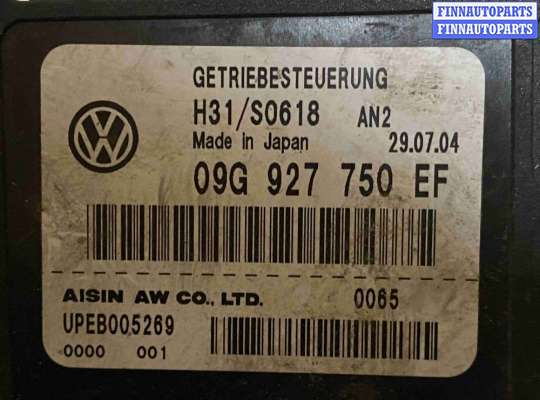 FINNAUTOPARTS
FINNAUTOPARTS
GETRIEBESTEUERUNG
H31/S0618 AN2
Made in Japan 29.07.04
09G 927 750 EF
AISIN AW CO., LTD. 0065
UPEB005269
0000 001